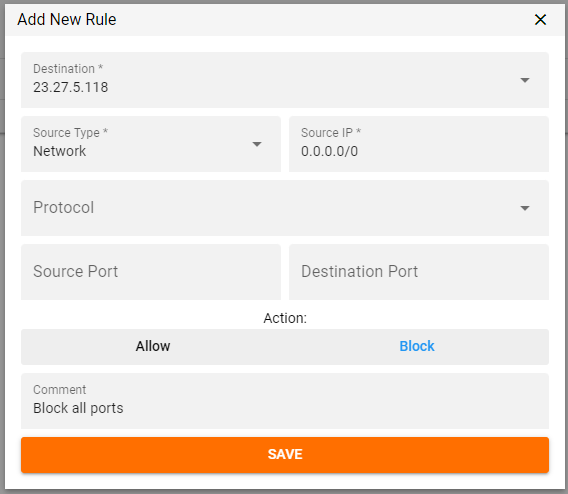 Add New Rule
Destination *
23.27.5.118
Source Type *
Network
Source IP *
0.0.0.0/0
Protocol
Source Port
Destination Port
Action:
Allow
Block
Comment
Block all ports
SAVE